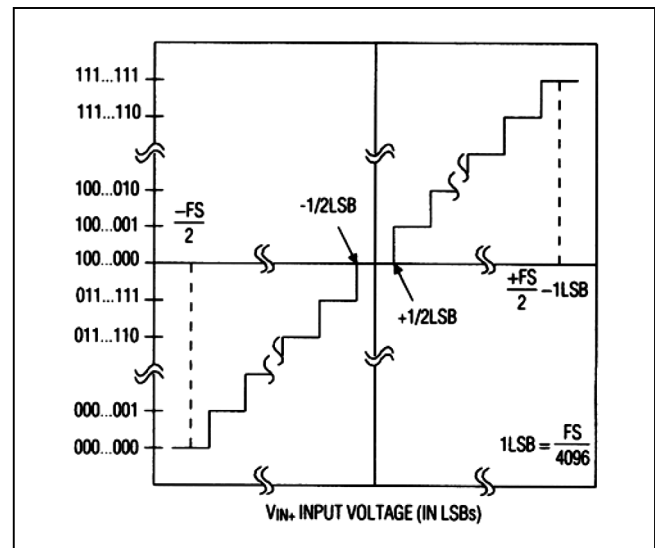 111...111
111...110
100...010
100...001
100...000
011...111
011...110
000...001
000...000
–FS
2
-1/2LSB
+1/2LSB
+FS
2
–1LSB
1LSB = FS
4096
VIN+ INPUT VOLTAGE (IN LSBs)